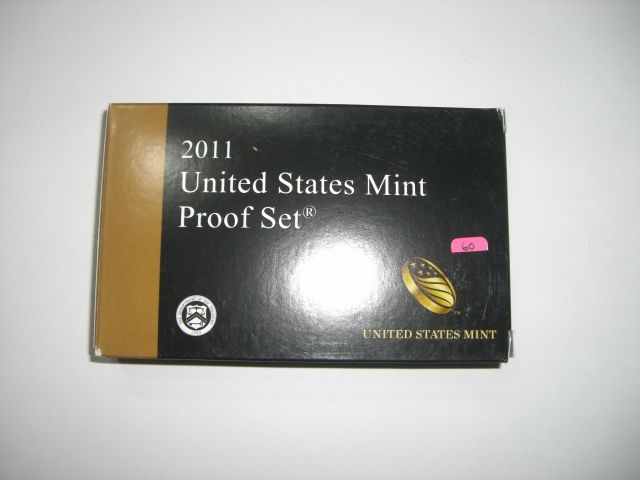 2011
United States Mint
Proof Set®
60
UNITED STATES MINT